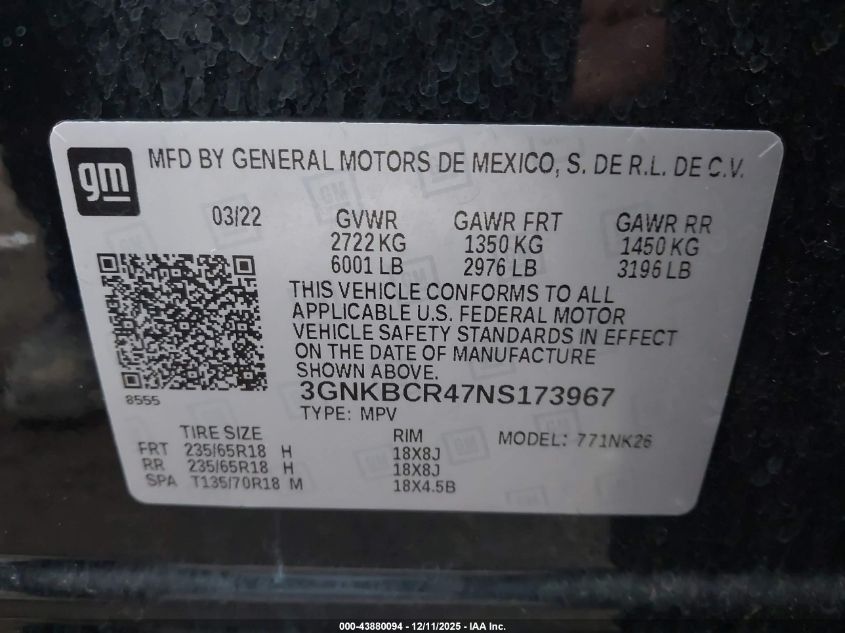 gm
MFD BY GENERAL MOTORS DE MEXICO, S. DE R.L. DE C.V.
03/22 GVWR GAWR FRT GAWR RR
2722 KG 1350 KG 1450 KG
6001 LB 2976 LB 3196 LB
THIS VEHICLE CONFORMS TO ALL
APPLICABLE U.S. FEDERAL MOTOR
VEHICLE SAFETY STANDARDS IN EFFECT
ON THE DATE OF MANUFACTURE
SHOWN ABOVE.
8555
3GNKBCR47NS173967
TYPE: MPV
TIRE SIZE RIM MODEL: 771NK26
FRT 235/65R18 H 18X8J
RR 235/65R18 H 18X8J
SPA T135/70R18 M 18X4.5B
000-43880094 - 12/11/2025 - IAA Inc.